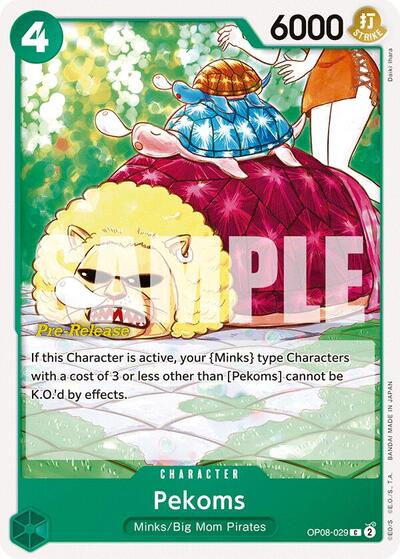 4
6000
打
STRIKE
Daiki Ihara
SAMPLE
Pre-Release
If this Character is active, your {Minks} type Characters
with a cost of 3 or less other than [Pekoms] cannot be
K.O.'d by effects.
CHARACTER
Pekoms
Minks/Big Mom Pirates
OP08-029 C 2
©E.O./S. ©E.O.S., T.A. BANDAI MADE IN JAPAN